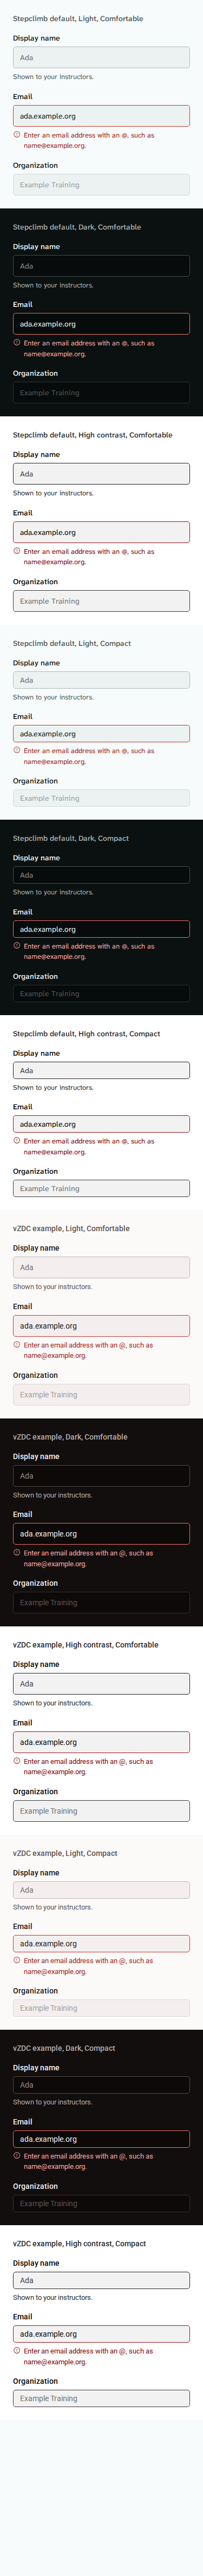 Stepclimb default, Light, Comfortable
Display name
Ada
Shown to your instructors.
Email
ada.example.org
Enter an email address with an @, such as
name@example.org.
Organization
Example Training
Stepclimb default, Dark, Comfortable
Display name
Ada
Shown to your instructors.
Email
ada.example.org
Enter an email address with an @, such as
name@example.org.
Organization
Example Training
Stepclimb default, High contrast, Comfortable
Display name
Ada
Shown to your instructors.
Email
ada.example.org
Enter an email address with an @, such as
name@example.org.
Organization
Example Training
Stepclimb default, Light, Compact
Display name
Ada
Shown to your instructors.
Email
ada.example.org
Enter an email address with an @, such as
name@example.org.
Organization
Example Training
Stepclimb default, Dark, Compact
Display name
Ada
Shown to your instructors.
Email
ada.example.org
Enter an email address with an @, such as
name@example.org.
Organization
Example Training
Stepclimb default, High contrast, Compact
Display name
Ada
Shown to your instructors.
Email
ada.example.org
Enter an email address with an @, such as
name@example.org.
Organization
Example Training
vZDC example, Light, Comfortable
Display name
Ada
Shown to your instructors.
Email
ada.example.org
Enter an email address with an @, such as
name@example.org.
Organization
Example Training
vZDC example, Dark, Comfortable
Display name
Ada
Shown to your instructors.
Email
ada.example.org
Enter an email address with an @, such as
name@example.org.
Organization
Example Training
vZDC example, High contrast, Comfortable
Display name
Ada
Shown to your instructors.
Email
ada.example.org
Enter an email address with an @, such as
name@example.org.
Organization
Example Training
vZDC example, Light, Compact
Display name
Ada
Shown to your instructors.
Email
ada.example.org
Enter an email address with an @, such as
name@example.org.
Organization
Example Training
vZDC example, Dark, Compact
Display name
Ada
Shown to your instructors.
Email
ada.example.org
Enter an email address with an @, such as
name@example.org.
Organization
Example Training
vZDC example, High contrast, Compact
Display name
Ada
Shown to your instructors.
Email
ada.example.org
Enter an email address with an @, such as
name@example.org.
Organization
Example Training